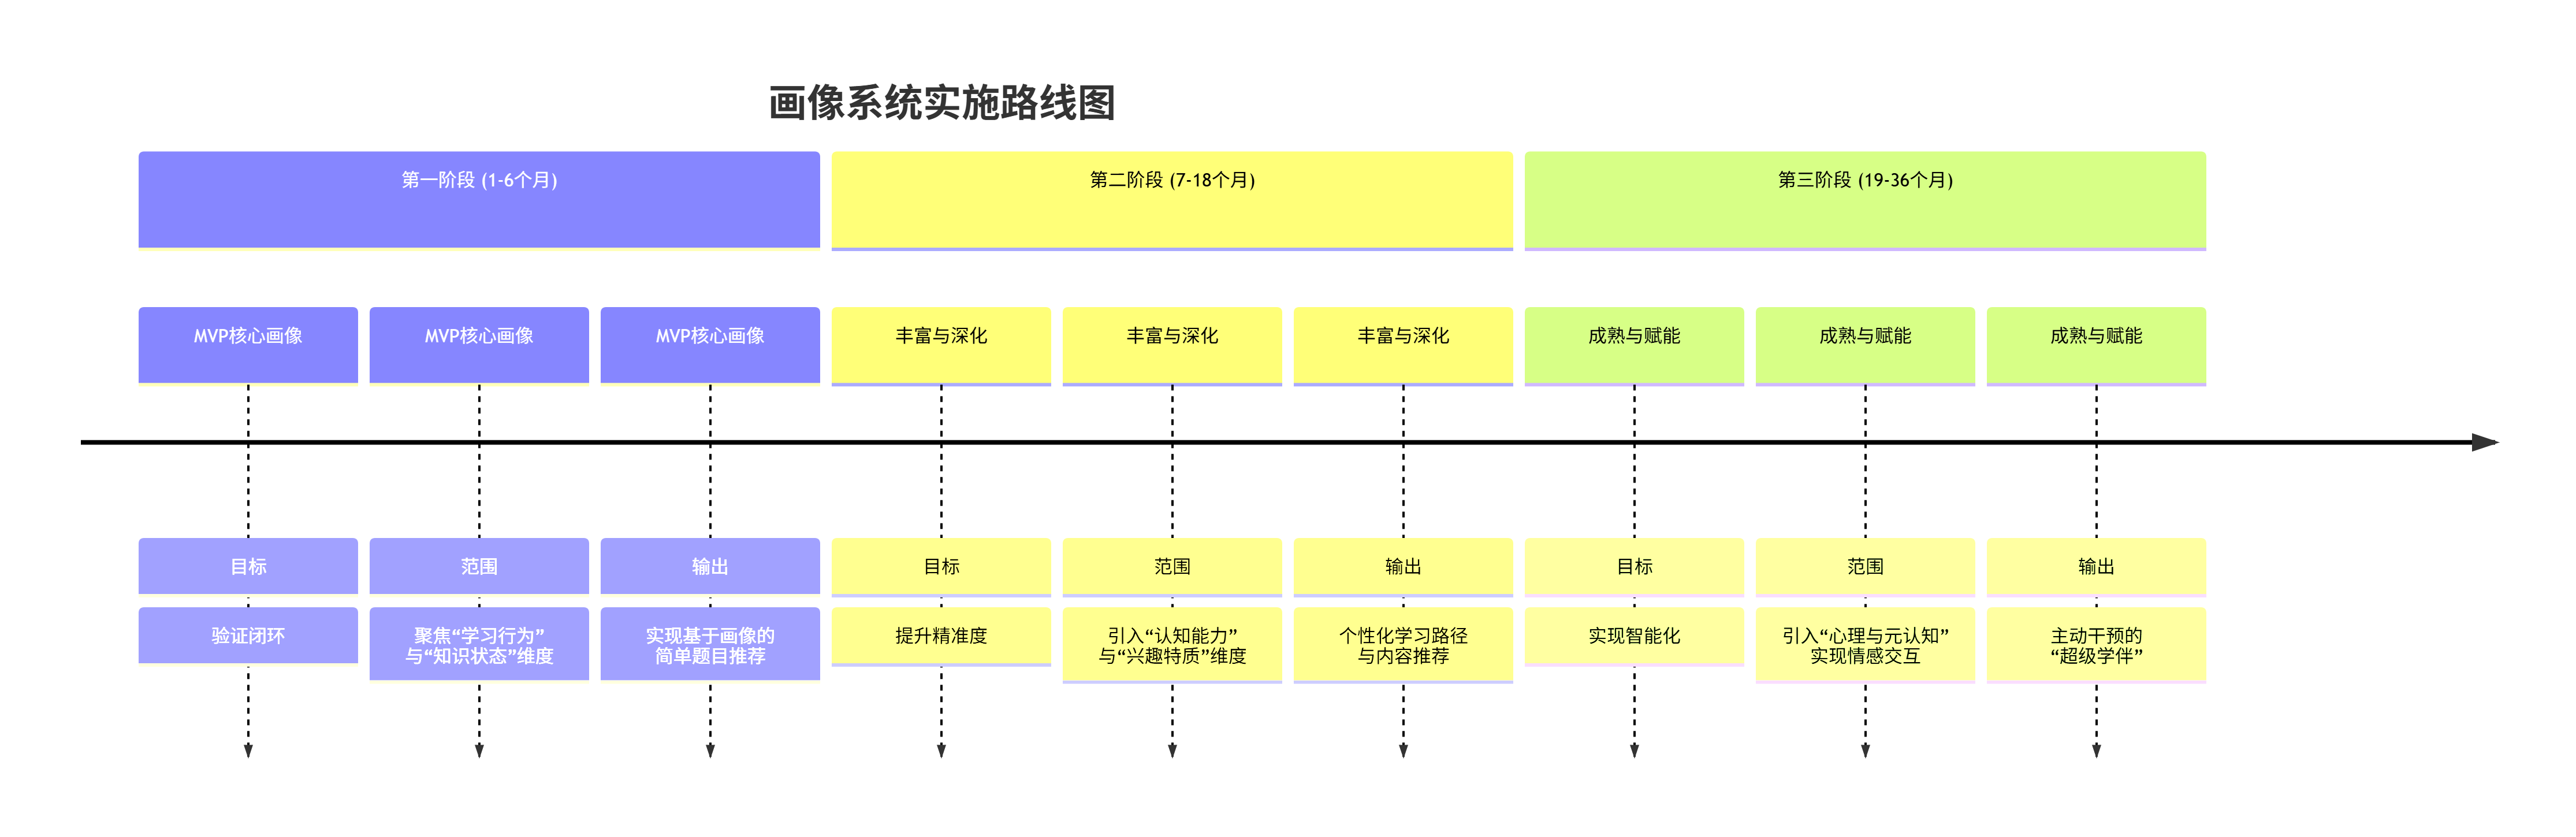 画像系统实施路线图
第一阶段 (1-6个月)
第二阶段 (7-18个月)
第三阶段 (19-36个月)
MVP核心画像
MVP核心画像
MVP核心画像
丰富与深化
丰富与深化
丰富与深化
成熟与赋能
成熟与赋能
成熟与赋能
目标
范围
输出
目标
范围
输出
目标
范围
输出
验证闭环
聚焦“学习行为”
与“知识状态”维度
实现基于画像的
简单题目推荐
提升精准度
引入“认知能力”
与“兴趣特质”维度
个性化学习路径
与内容推荐
实现智能化
引入“心理与元认知”
实现情感交互
主动干预的
“超级学伴”